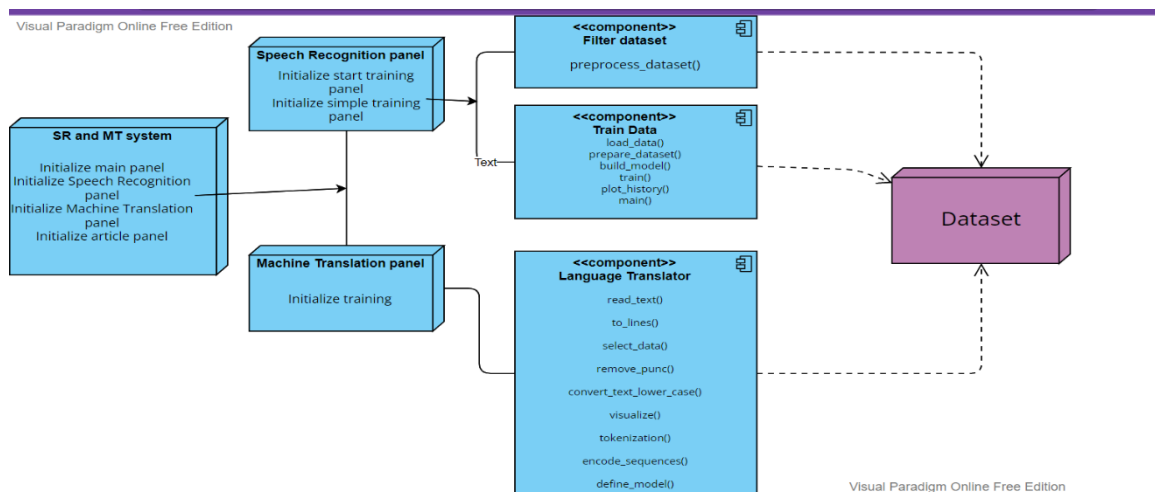 Visual Paradigm Online Free Edition
SR and MT system
Initialize main panel
Initialize Speech Recognition
panel
Initialize Machine Translation
panel
Initialize article panel
Speech Recognition panel
Initialize start training
panel
Initialize simple training
panel
Machine Translation panel
Initialize training
Text
<<component>>
Filter dataset
preprocess_dataset()
<<component>>
Train Data
load_data()
prepare_dataset()
build_model()
train()
plot_history()
main()
<<component>>
Language Translator
read_text()
to_lines()
select_data()
remove_punc()
convert_text_lower_case()
visualize()
tokenization()
encode_sequences()
define_model()
Dataset
Visual Paradigm Online Free Edition